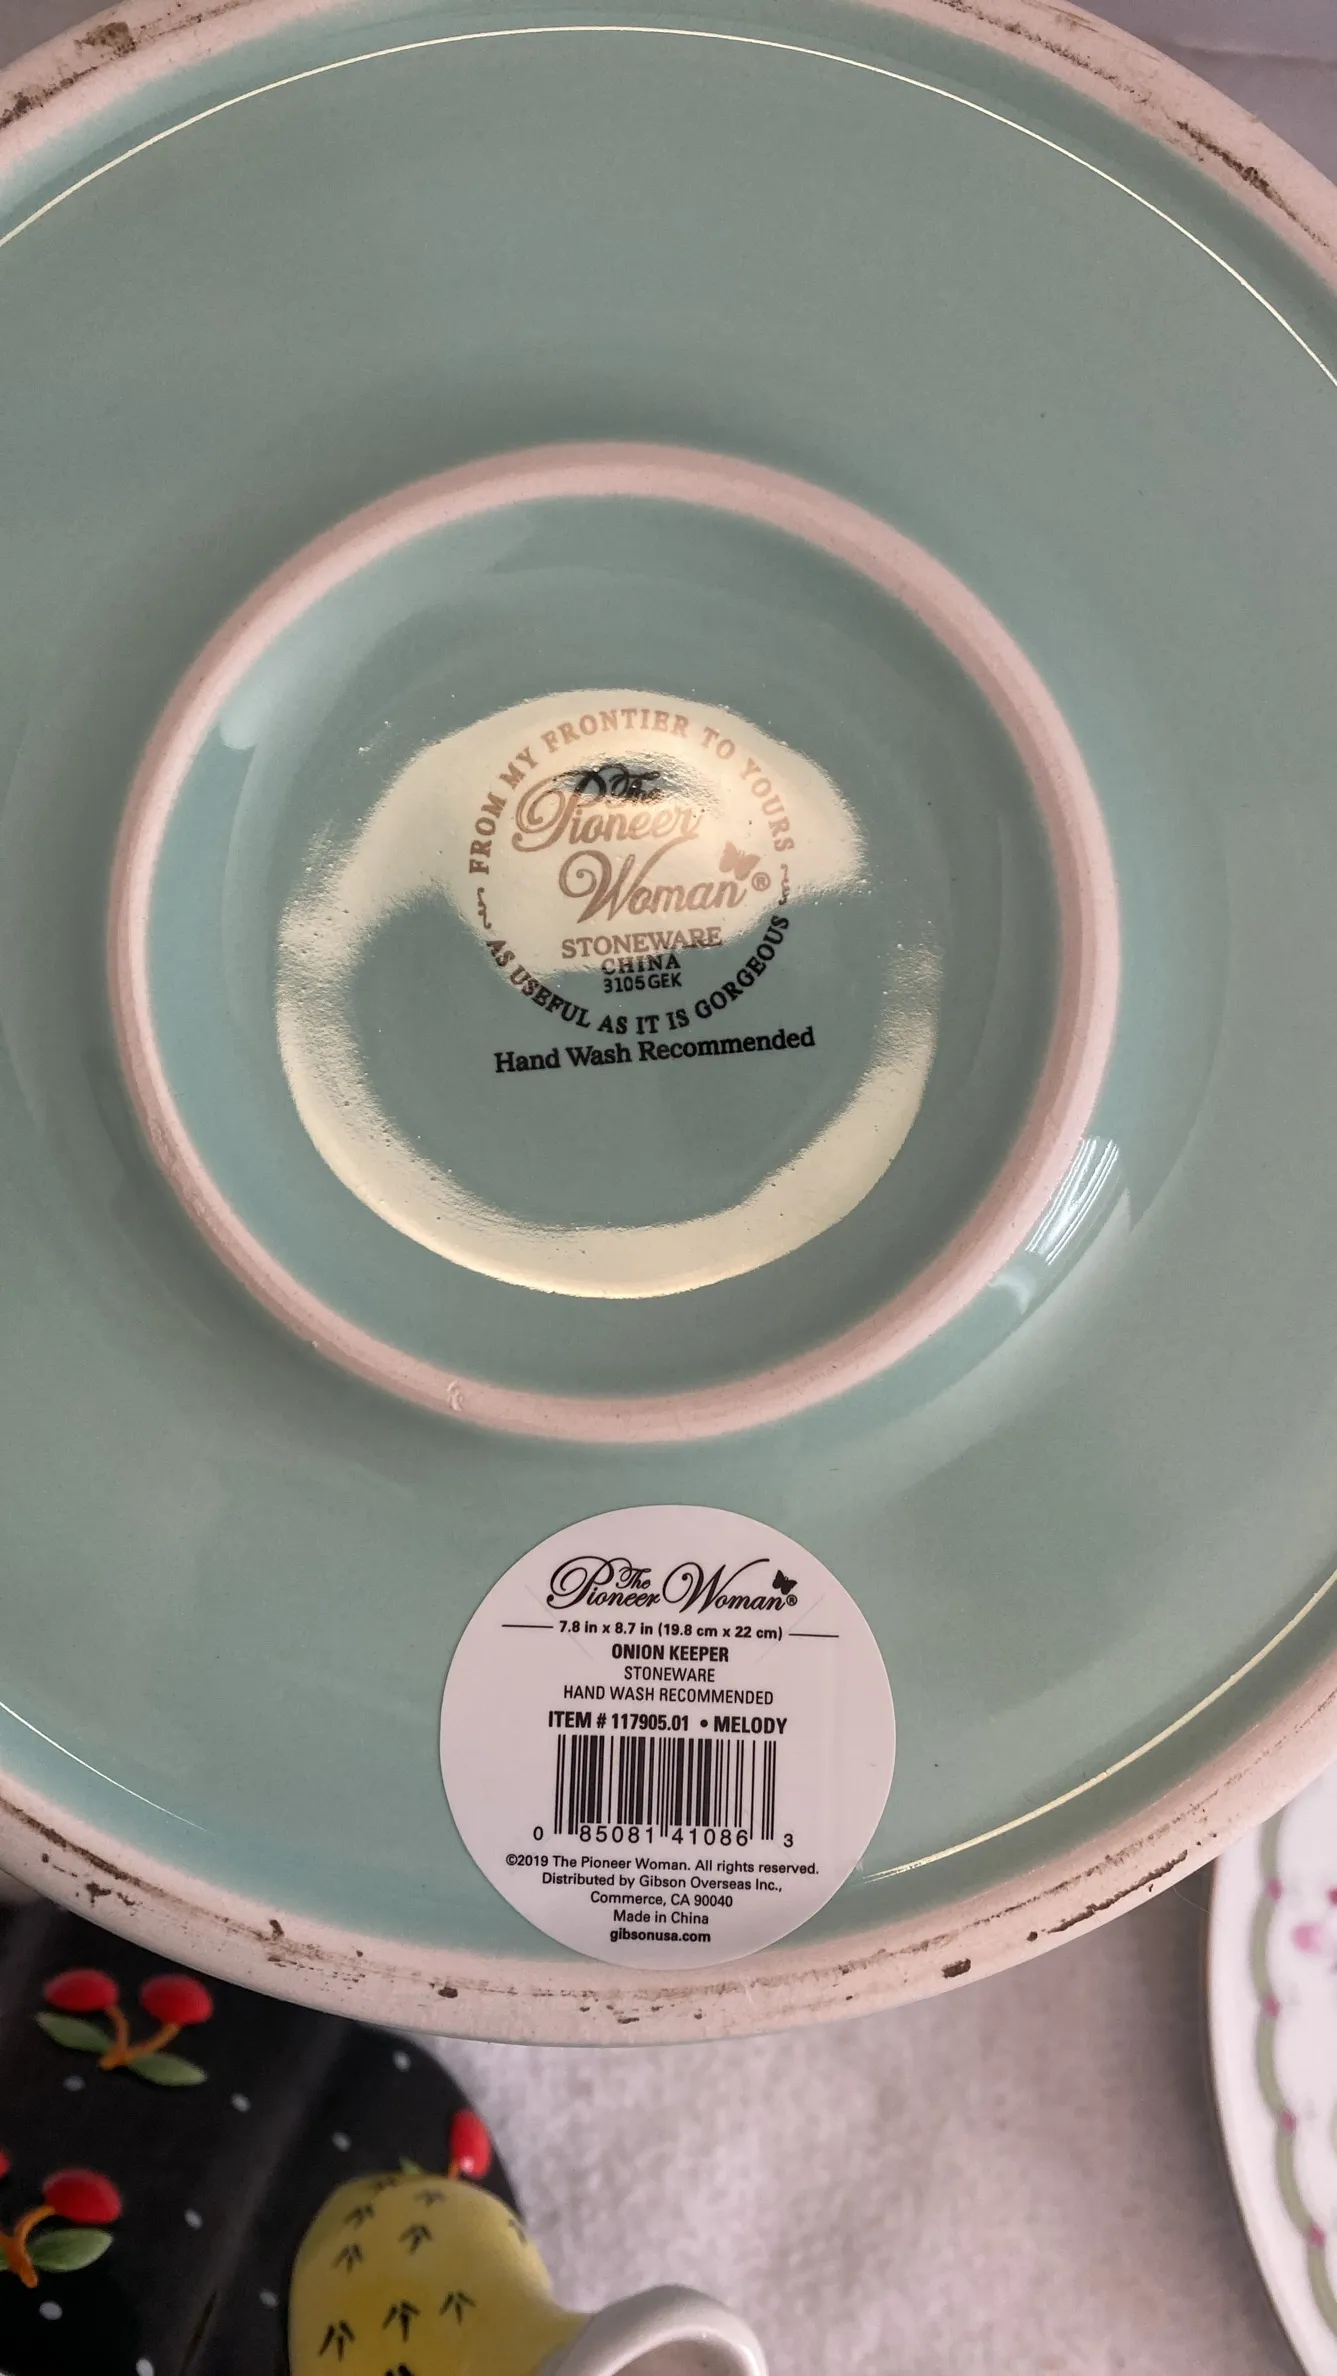 FROM MY FRONTIER TO YOURS
The
Pioneer
Woman®
STONEWARE
CHINA
3105GEK
AS USEFUL AS IT IS GORGEOUS
Hand Wash Recommended
The Pioneer Woman®
7.8 in x 8.7 in (19.8 cm x 22 cm)
ONION KEEPER
STONEWARE
HAND WASH RECOMMENDED
ITEM # 117905.01 • MELODY
0 85081 41086 3
©2019 The Pioneer Woman. All rights reserved.
Distributed by Gibson Overseas Inc.,
Commerce, CA 90040
Made in China
gibsonusa.com